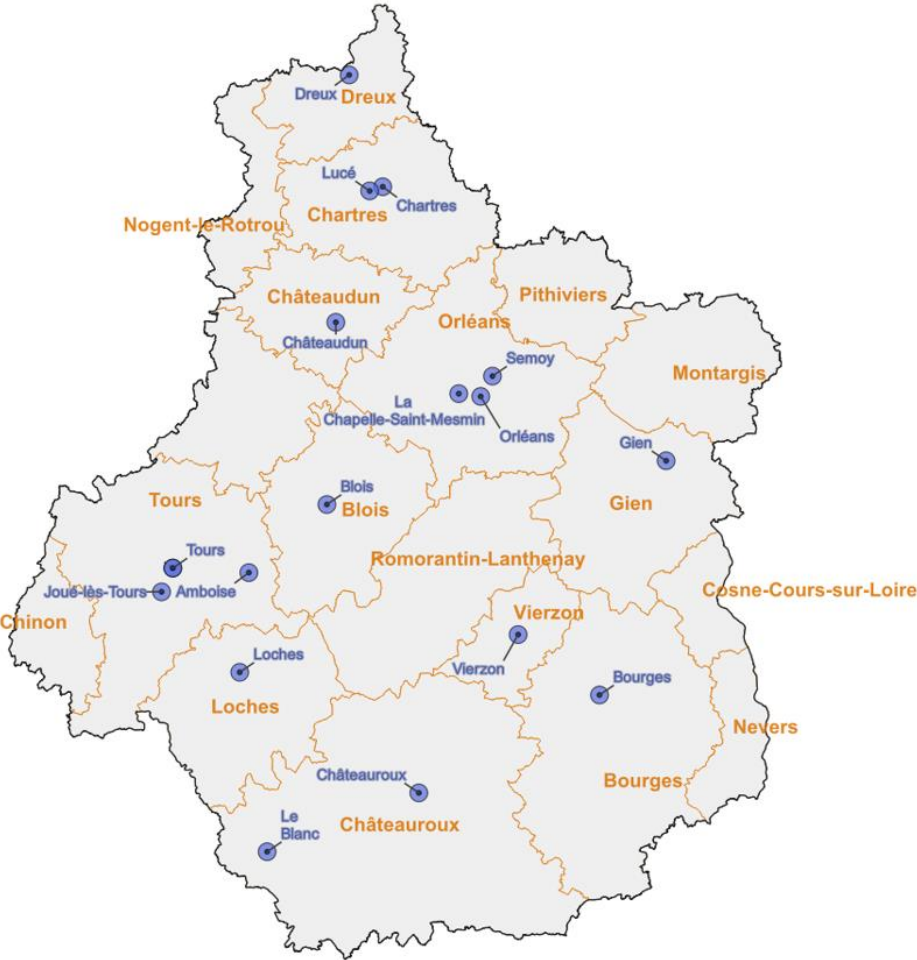 Dreux
Dreux
Lucé
Chartres
Chartres
Nogent-le-Rotrou
Châteaudun
Pithiviers
Orléans
Châteaudun
Semoy
Montargis
La
Chapelle-Saint-Mesmin
Orléans
Gien
Blois
Tours
Gien
Blois
Tours
Romorantin-Lanthenay
Joué-lès-Tours
Amboise
Cosne-Cours-sur-Loire
Vierzon
Chinon
Loches
Vierzon
Bourges
Loches
Nevers
Châteauroux
Bourges
Le
Blanc
Châteauroux